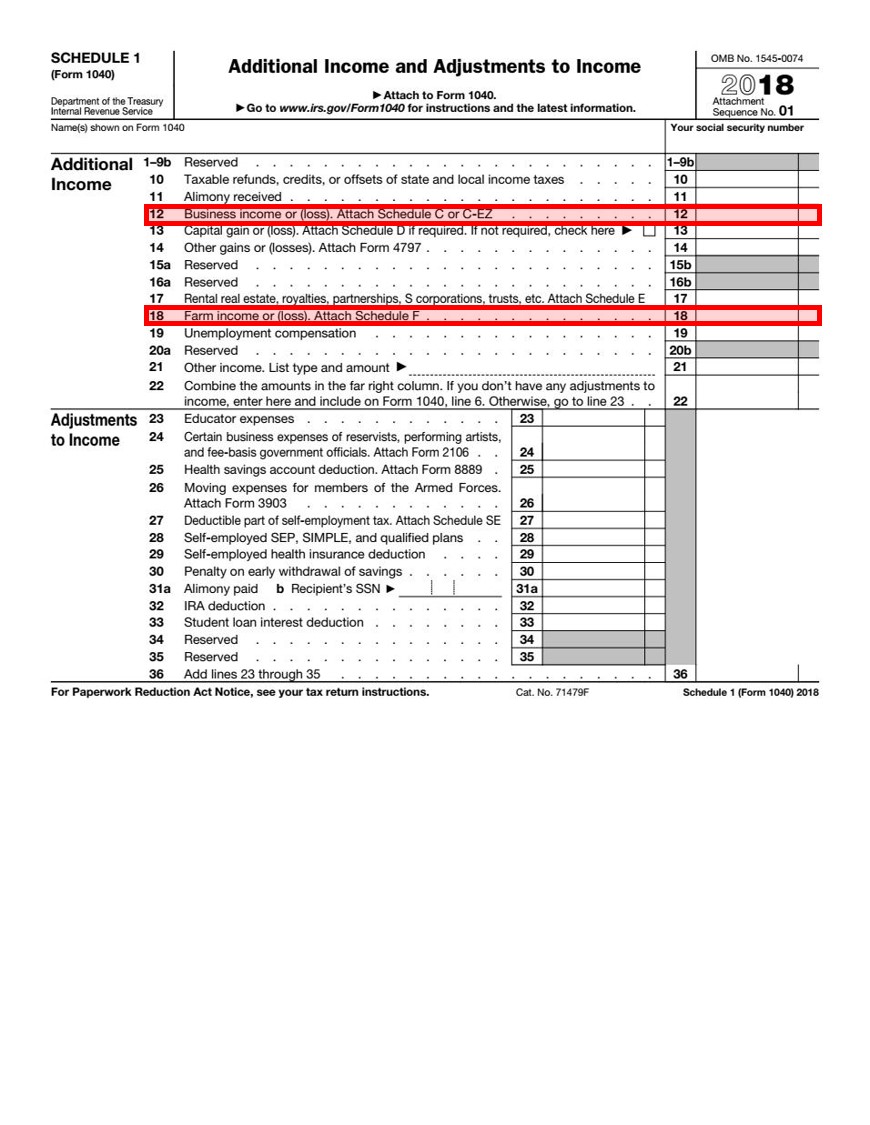 SCHEDULE 1
(Form 1040)
Department of the Treasury
Internal Revenue Service
Additional Income and Adjustments to Income
▶ Attach to Form 1040.
▶ Go to www.irs.gov/Form1040 for instructions and the latest information.
OMB No. 1545-0074
2018
Attachment
Sequence No. 01
Name(s) shown on Form 1040
Your social security number
Additional
Income
1–9b Reserved . . . . . . . . . . . . . . . . . . . . . . . 1–9b
10 Taxable refunds, credits, or offsets of state and local income taxes . . . . . 10
11 Alimony received . . . . . . . . . . . . . . . . . . . . . 11
12 Business income or (loss). Attach Schedule C or C-EZ . . . . . . . . . 12
13 Capital gain or (loss). Attach Schedule D if required. If not required, check here ▶ 13
14 Other gains or (losses). Attach Form 4797 . . . . . . . . . . . . . 14
15a Reserved . . . . . . . . . . . . . . . . . . . . . . . 15b
16a Reserved . . . . . . . . . . . . . . . . . . . . . . . 16b
17 Rental real estate, royalties, partnerships, S corporations, trusts, etc. Attach Schedule E 17
18 Farm income or (loss). Attach Schedule F . . . . . . . . . . . . . 18
19 Unemployment compensation . . . . . . . . . . . . . . . . . 19
20a Reserved . . . . . . . . . . . . . . . . . . . . . . . 20b
21 Other income. List type and amount ▶ 21
22 Combine the amounts in the far right column. If you don’t have any adjustments to
income, enter here and include on Form 1040, line 6. Otherwise, go to line 23 . . 22
Adjustments
to Income
23 Educator expenses . . . . . . . . . . . 23
24 Certain business expenses of reservists, performing artists,
and fee-basis government officials. Attach Form 2106 . . 24
25 Health savings account deduction. Attach Form 8889 . 25
26 Moving expenses for members of the Armed Forces.
Attach Form 3903 . . . . . . . . . . . 26
27 Deductible part of self-employment tax. Attach Schedule SE 27
28 Self-employed SEP, SIMPLE, and qualified plans . . 28
29 Self-employed health insurance deduction . . . . 29
30 Penalty on early withdrawal of savings . . . . . . 30
31a Alimony paid b Recipient’s SSN ▶ 31a
32 IRA deduction . . . . . . . . . . . . . 32
33 Student loan interest deduction . . . . . . . . 33
34 Reserved . . . . . . . . . . . . . . 34
35 Reserved . . . . . . . . . . . . . . 35
36 Add lines 23 through 35 . . . . . . . . . . . . . . . . . . . 36
For Paperwork Reduction Act Notice, see your tax return instructions.
Cat. No. 71479F
Schedule 1 (Form 1040) 2018